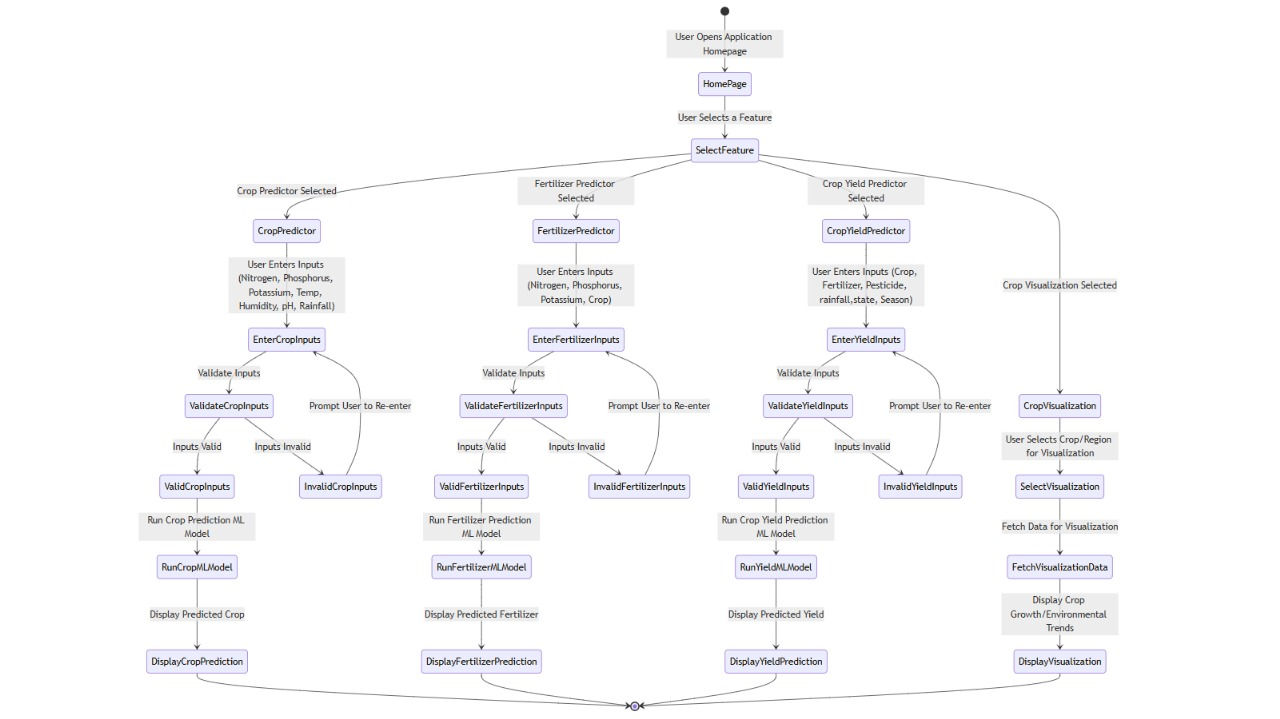 User Opens Application
Homepage
HomePage
User Selects a Feature
SelectFeature
Crop Predictor Selected
Fertilizer Predictor
Selected
Crop Yield Predictor
Selected
CropPredictor
FertilizerPredictor
CropYieldPredictor
User Enters Inputs
(Nitrogen, Phosphorus,
Potassium, Temp,
Humidity, pH, Rainfall)
User Enters Inputs
(Nitrogen, Phosphorus,
Potassium, Crop)
User Enters Inputs (Crop,
Fertilizer, Pesticide,
rainfall,state, Season)
Crop Visualization Selected
EnterCropInputs
EnterFertilizerInputs
EnterYieldInputs
Validate Inputs
Validate Inputs
Validate Inputs
ValidateCropInputs
Prompt User to Re-enter
ValidateFertilizerInputs
Prompt User to Re-enter
ValidateYieldInputs
Prompt User to Re-enter
CropVisualization
Inputs Valid
Inputs Invalid
Inputs Valid
Inputs Invalid
Inputs Valid
Inputs Invalid
User Selects Crop/Region
for Visualization
ValidCropInputs
InvalidCropInputs
ValidFertilizerInputs
InvalidFertilizerInputs
ValidYieldInputs
InvalidYieldInputs
SelectVisualization
Run Crop Prediction ML
Model
Run Fertilizer Prediction
ML Model
Run Crop Yield Prediction
ML Model
Fetch Data for Visualization
RunCropMLModel
RunFertilizerMLModel
RunYieldMLModel
FetchVisualizationData
Display Predicted Crop
Display Predicted Fertilizer
Display Predicted Yield
Display Crop
Growth/Environmental
Trends
DisplayCropPrediction
DisplayFertilizerPrediction
DisplayYieldPrediction
DisplayVisualization